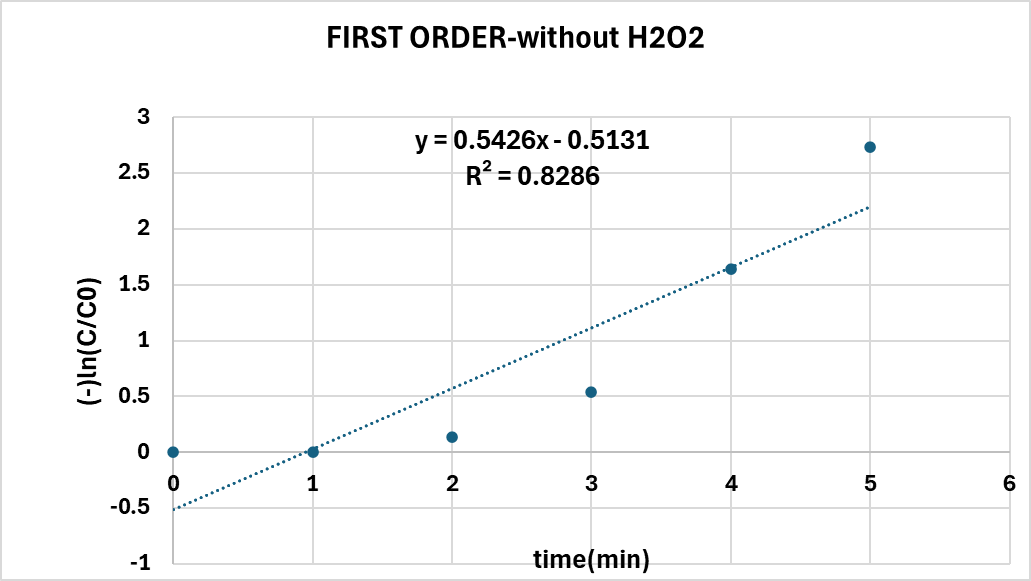 FIRST ORDER-without H2O2
y = 0.5426x - 0.5131
R² = 0.8286
3
2.5
2
1.5
1
0.5
0
-0.5
-1
(-)ln(C/C0)
0 1 2 3 4 5 6
time(min)